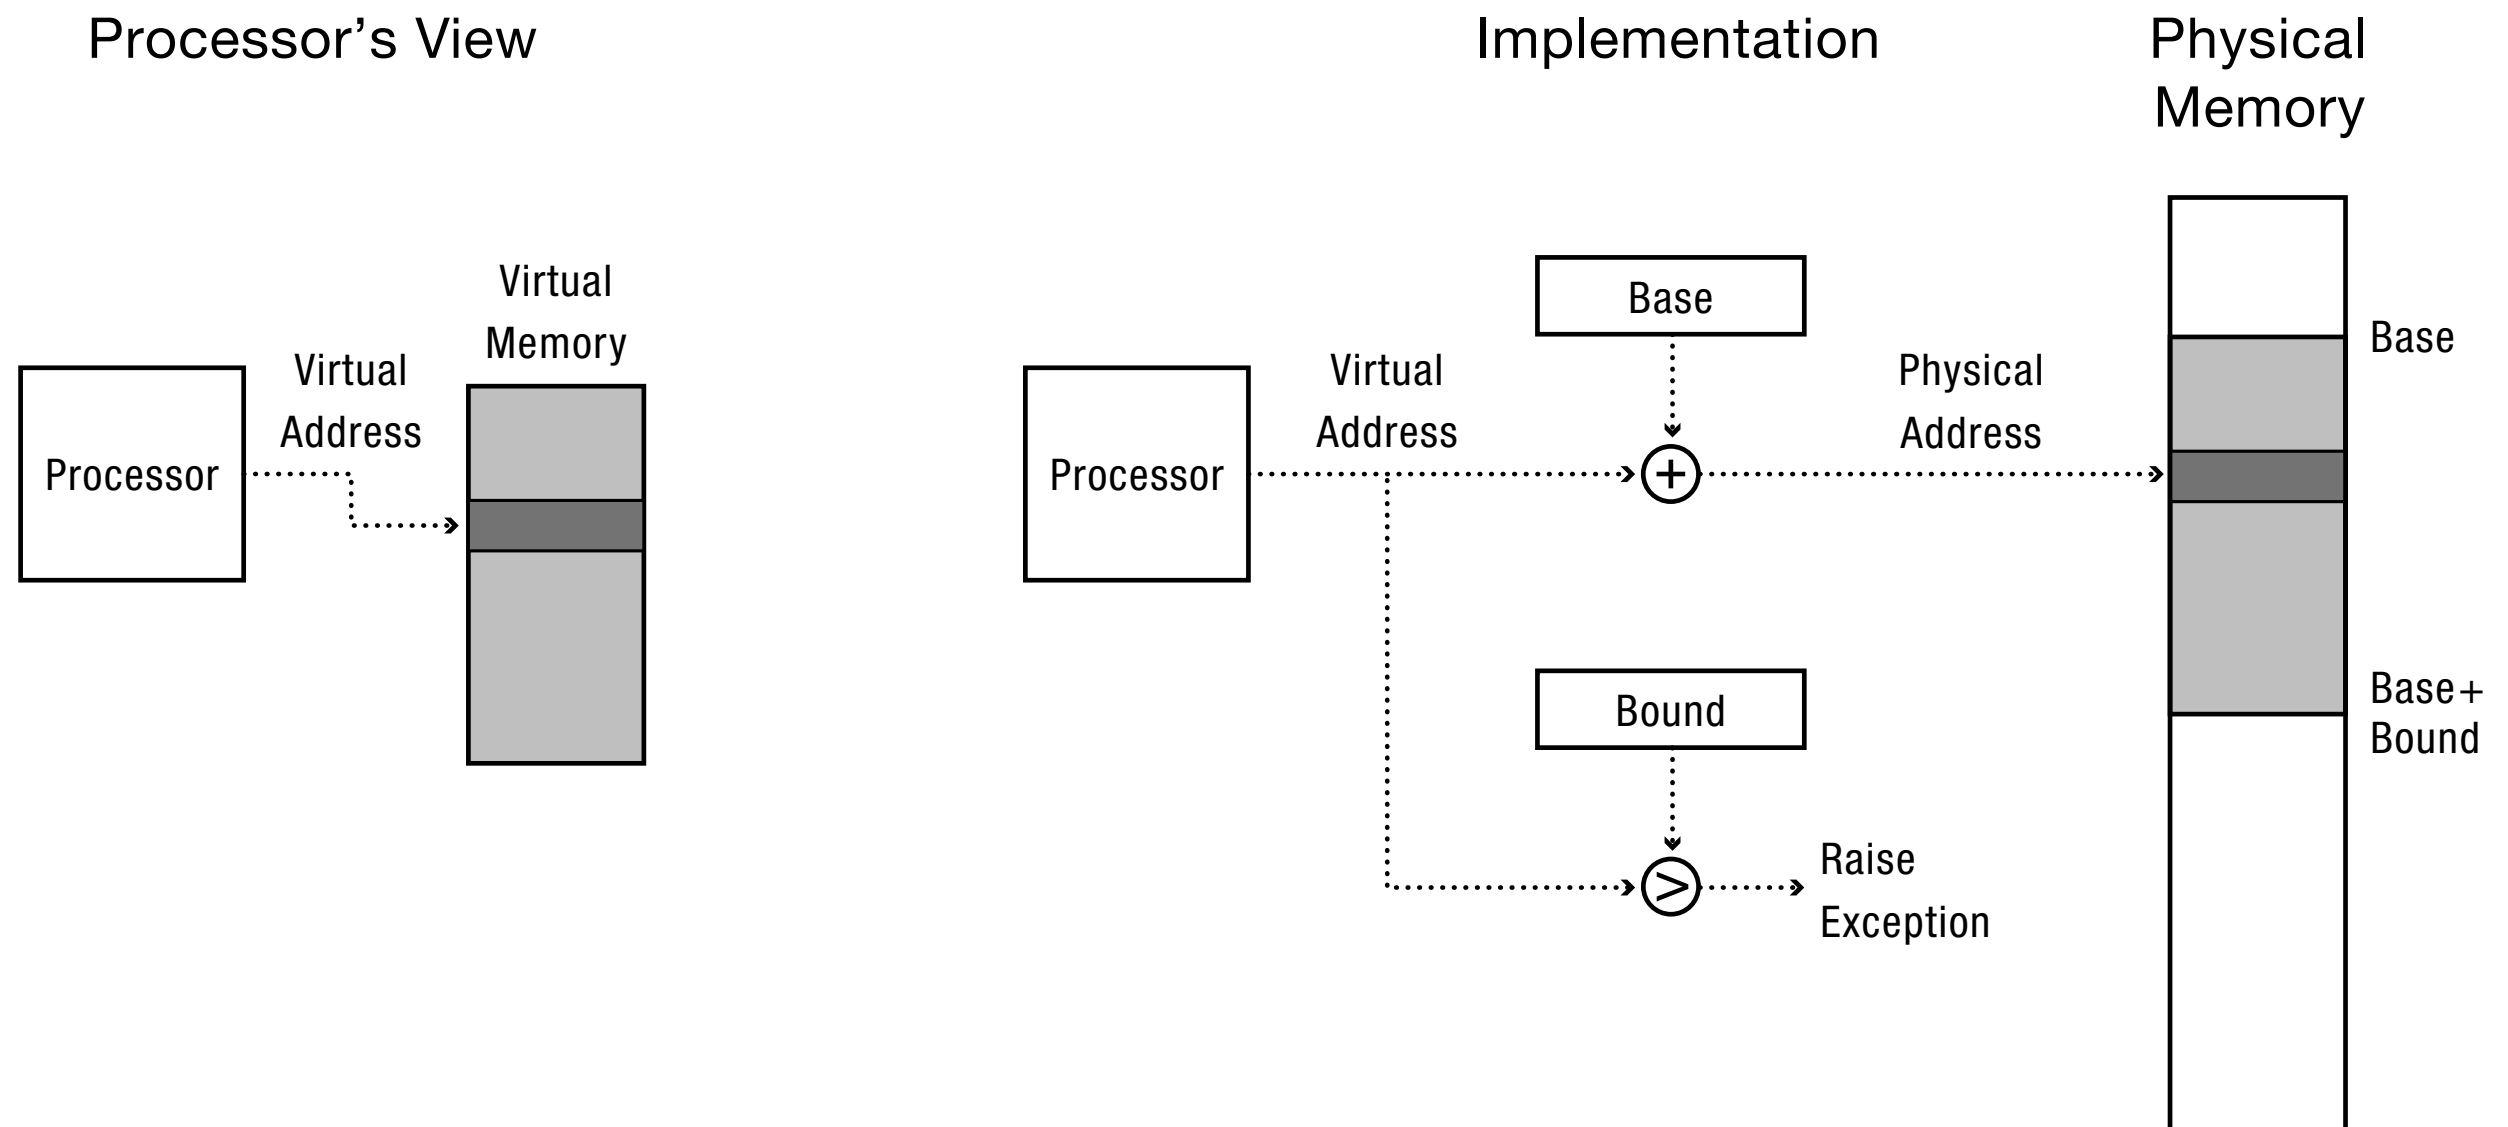 Processor’s View
Implementation
Physical
Memory
Virtual
Memory
Virtual
Address
Processor
Base
Virtual
Address
Processor
+
Physical
Address
Base
Bound
>
Raise
Exception
Base+
Bound